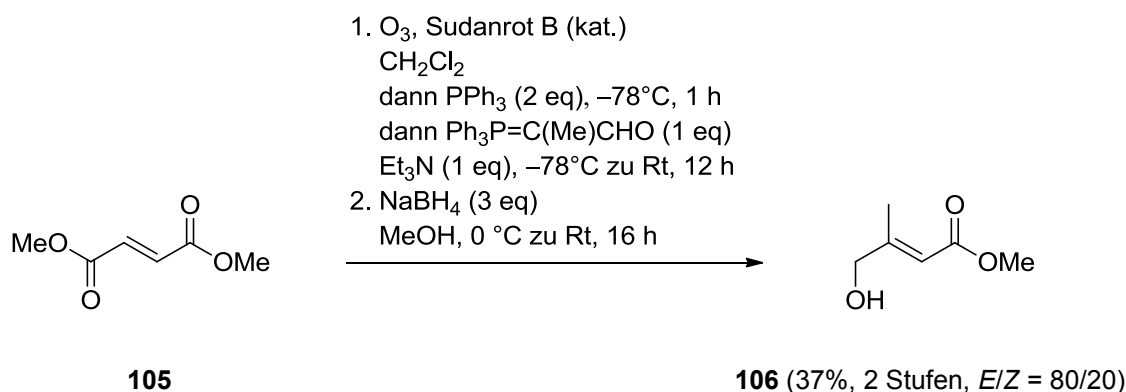 1. O₃, Sudanrot B (kat.)
CH₂Cl₂
dann PPh₃ (2 eq), –78°C, 1 h
dann Ph₃P=C(Me)CHO (1 eq)
Et₃N (1 eq), –78°C zu Rt, 12 h
2. NaBH₄ (3 eq)
MeOH, 0 °C zu Rt, 16 h
O
MeO
OMe
O
O
OMe
OH
105
106 (37%, 2 Stufen, E/Z = 80/20)